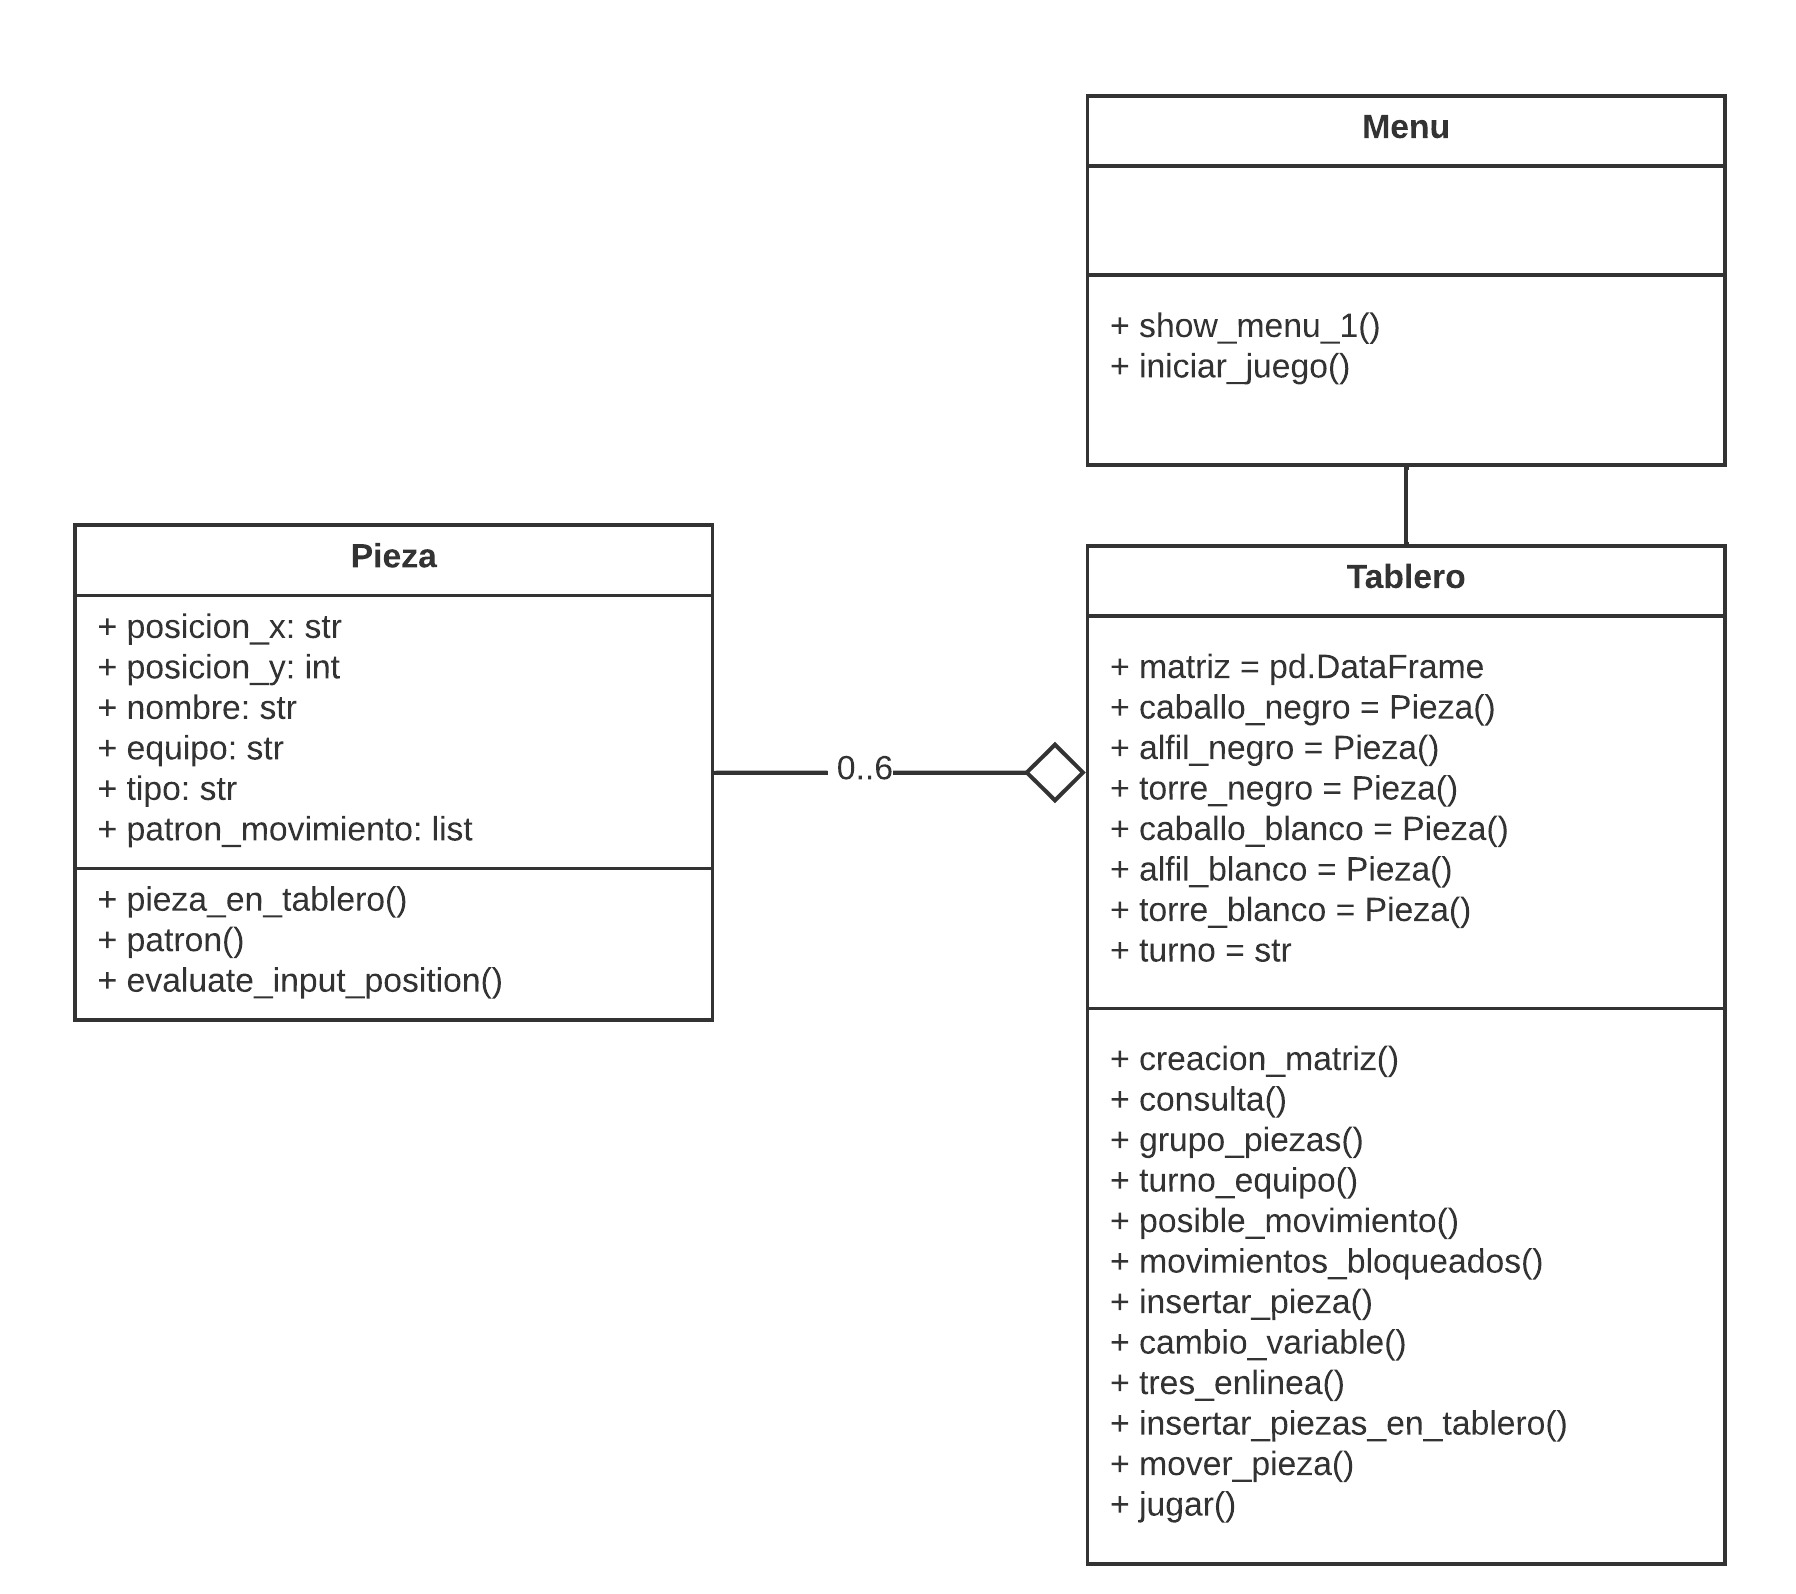 Menu
+ show_menu_1()
+ iniciar_juego()
Pieza
+ posicion_x: str
+ posicion_y: int
+ nombre: str
+ equipo: str
+ tipo: str
+ patron_movimiento: list
+ pieza_en_tablero()
+ patron()
+ evaluate_input_position()
0..6
Tablero
+ matriz = pd.DataFrame
+ caballo_negro = Pieza()
+ alfil_negro = Pieza()
+ torre_negro = Pieza()
+ caballo_blanco = Pieza()
+ alfil_blanco = Pieza()
+ torre_blanco = Pieza()
+ turno = str
+ creacion_matriz()
+ consulta()
+ grupo_piezas()
+ turno_equipo()
+ posible_movimiento()
+ movimientos_bloqueados()
+ insertar_pieza()
+ cambio_variable()
+ tres_enlinea()
+ insertar_piezas_en_tablero()
+ mover_pieza()
+ jugar()